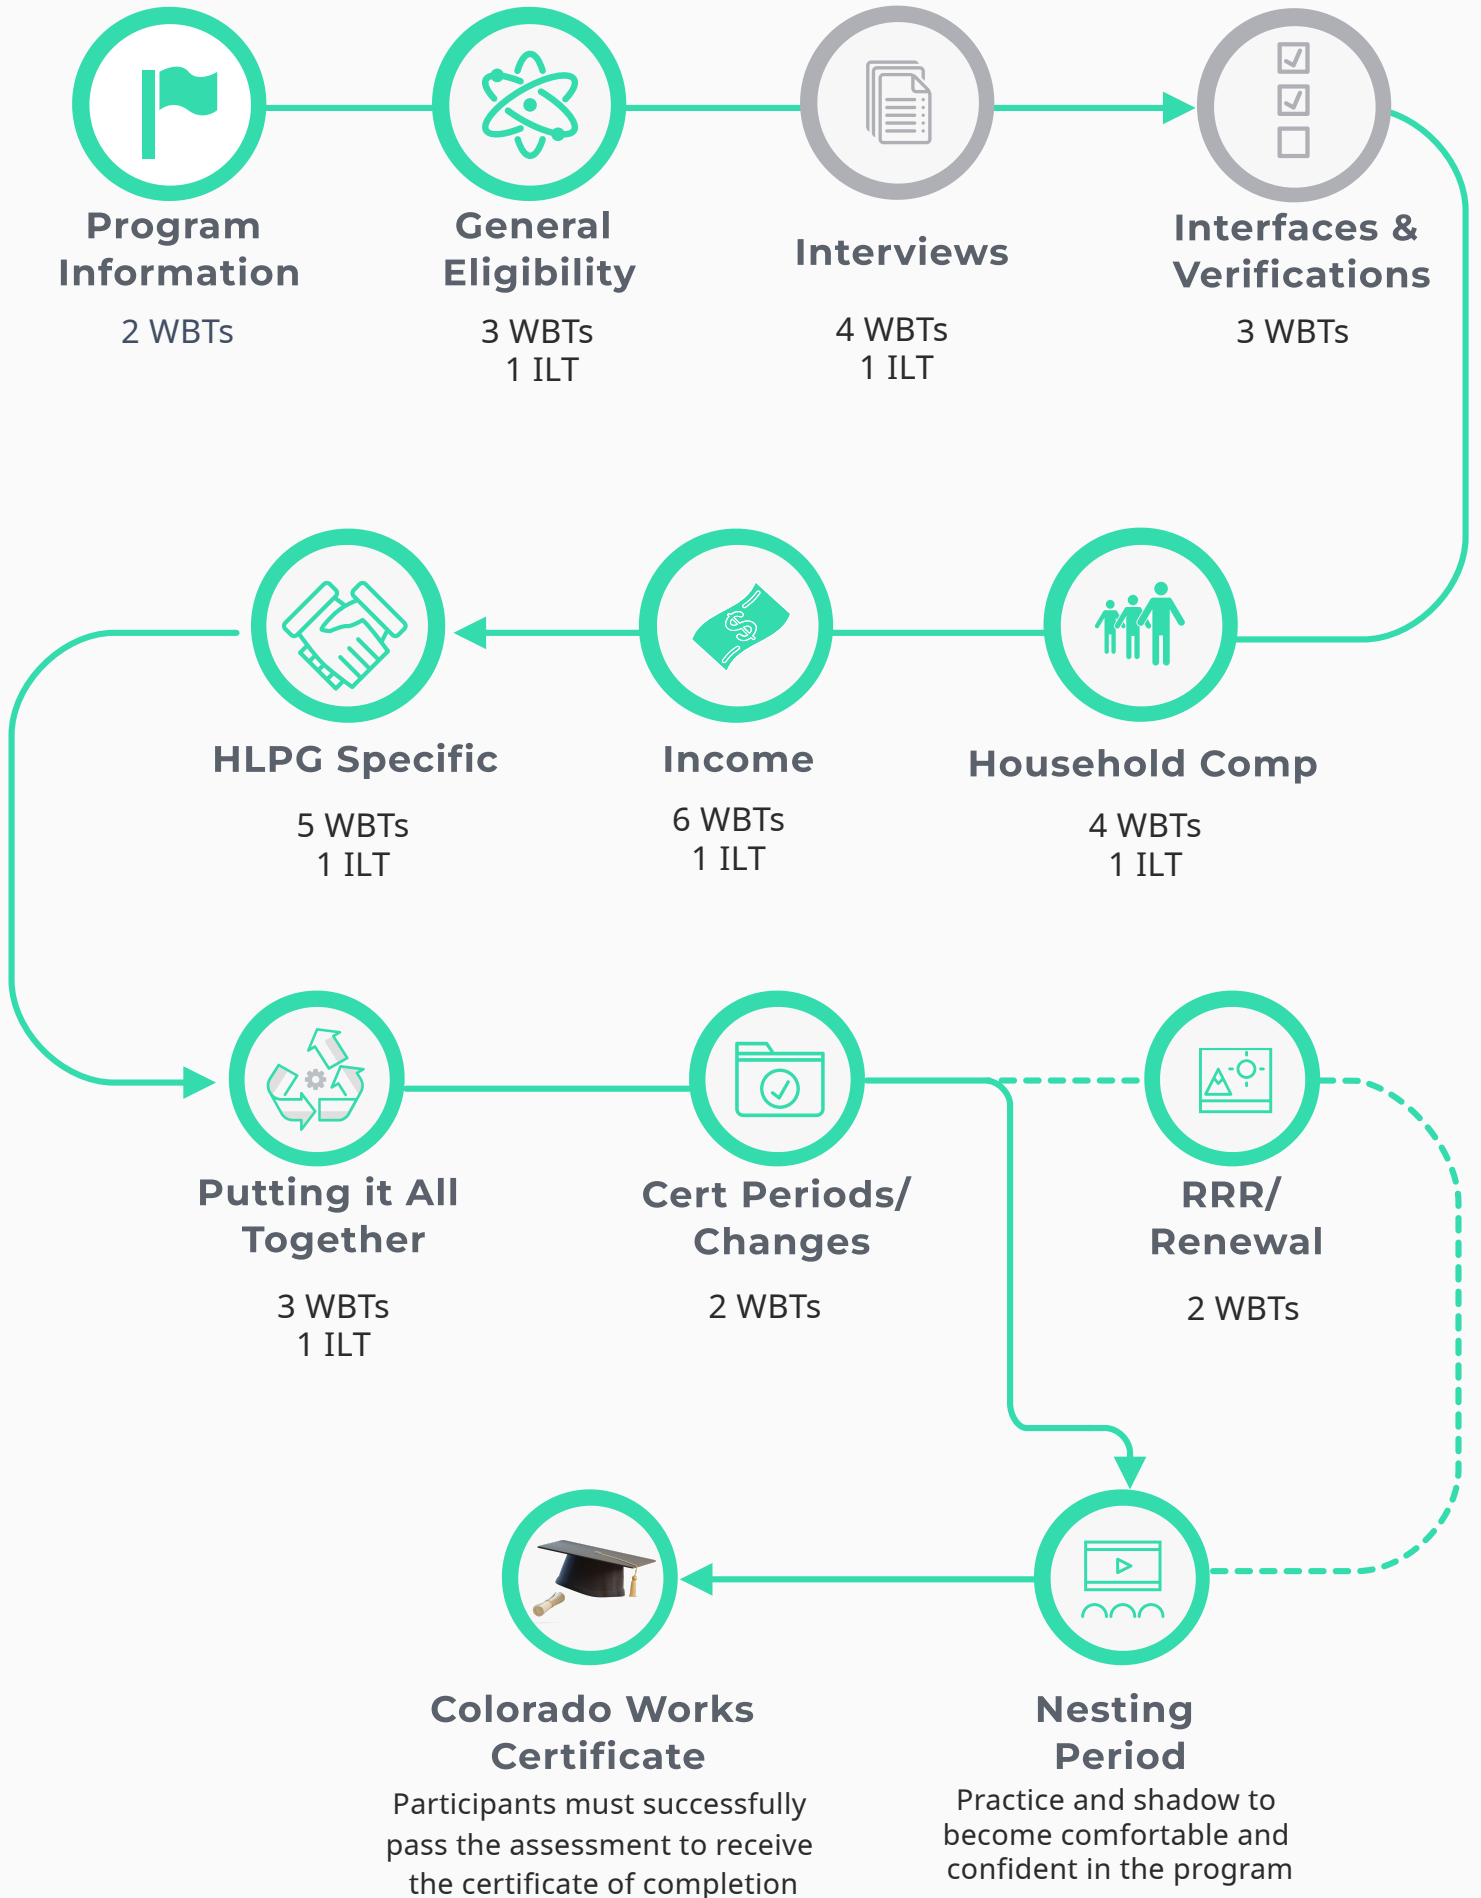 Program
Information
2 WBTs
General
Eligibility
3 WBTs
1 ILT
Interviews
4 WBTs
1 ILT
Interfaces &
Verifications
3 WBTs
HLPG Specific
5 WBTs
1 ILT
Income
6 WBTs
1 ILT
Household Comp
4 WBTs
1 ILT
Putting it All
Together
3 WBTs
1 ILT
Cert Periods/
Changes
2 WBTs
RRR/
Renewal
2 WBTs
Colorado Works
Certificate
Participants must successfully
pass the assessment to receive
the certificate of completion
Nesting
Period
Practice and shadow to
become comfortable and
confident in the program